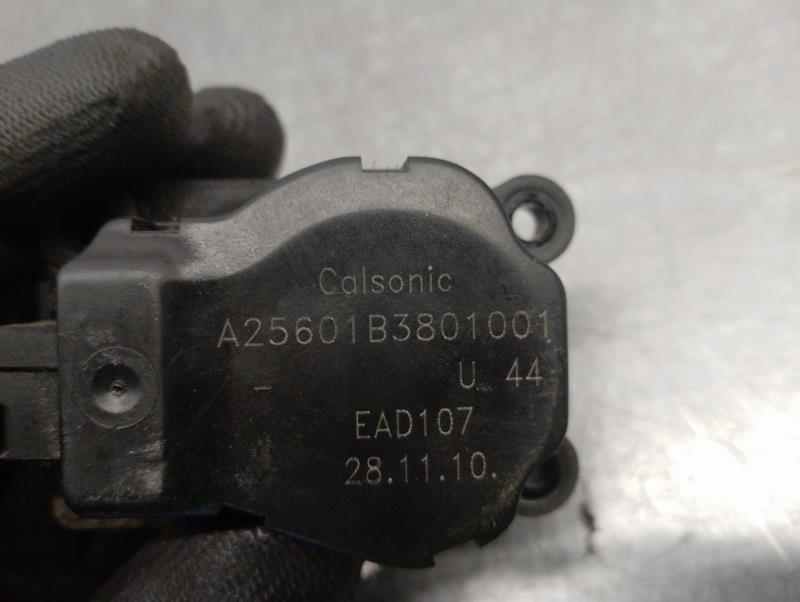 Calsonic
A25601B3801001
U 44
EAD107
28.11.10.